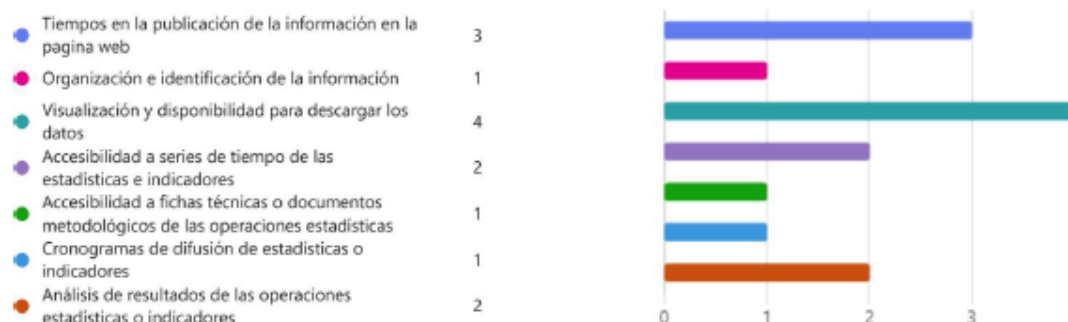 Tiempos en la publicación de la información en la
pagina web
3
Organización e identificación de la información
1
Visualización y disponibilidad para descargar los
datos
4
Accesibilidad a series de tiempo de las
estadísticas e indicadores
2
Accesibilidad a fichas técnicas o documentos
metodológicos de las operaciones estadísticas
1
Cronogramas de difusión de estadísticas o
indicadores
1
Análisis de resultados de las operaciones
estadísticas o indicadores
2
0 1 2 3